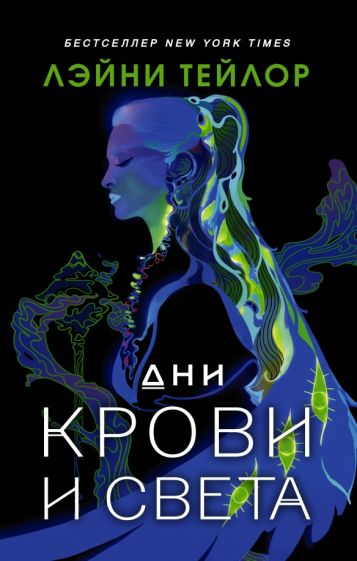 БЕСТСЕЛЛЕР NEW YORK TIMES
ЛЭЙНИ ТЕЙЛОР
ДНИ
КРОВИ
И СВЕТА